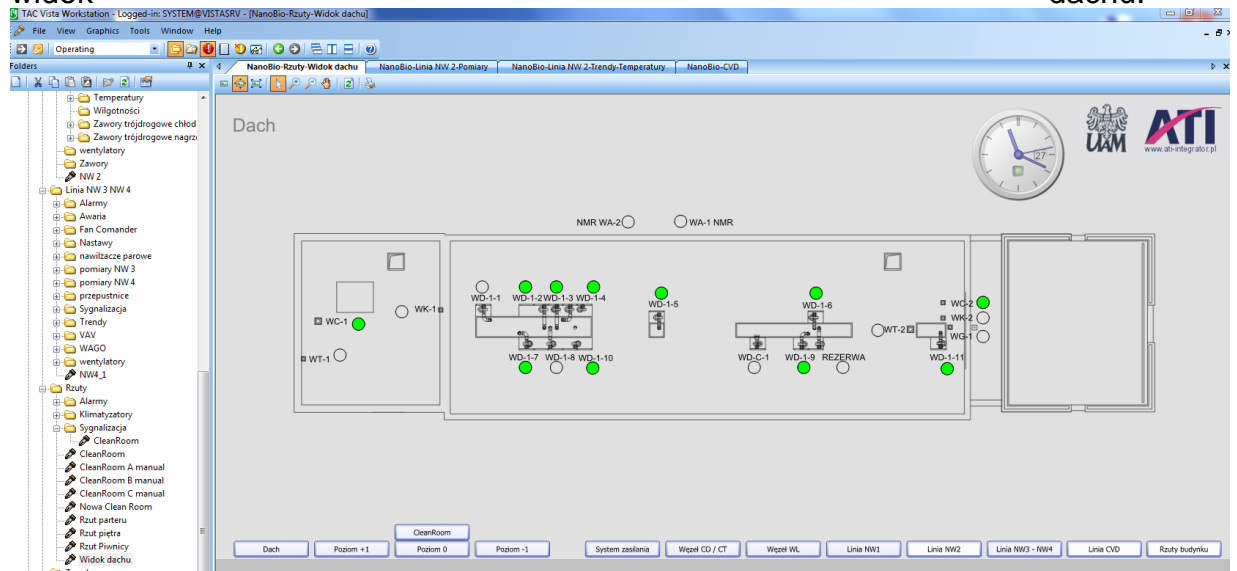 widok dachu.
TAC Vista Workstation - Logged-in: SYSTEM@VISTASRV - [NanoBio-Rzuty-Widok dachu]
File View Graphics Tools Window Help
Operating
Folders
NanoBio-Rzuty-Widok dachu NanoBio-Linia NW 2-Pomiary NanoBio-Linia NW 2-Trendy-Temperatury NanoBio-CVD
Temperatury
Wilgotności
Zawory trójdrogowe chłod
Zawory trójdrogowe nagrze
wentylatory
Zawory
NW 2
Linia NW 3 NW 4
Alarmy
Awaria
Fan Comander
Nastawy
nawilżacze parowe
pomiary NW 3
pomiary NW 4
przepustnice
Sygnalizacja
Trendy
VAV
WAGO
wentylatory
NW4_1
Rzuty
Alarmy
Klimatyzatory
Sygnalizacja
CleanRoom
CleanRoom
CleanRoom A manual
CleanRoom B manual
CleanRoom C manual
Nowa Clean Room
Rzut parteru
Rzut piętra
Rzut Piwnicy
Widok dachu
Dach
27
UAM
ATI
www.ati-integrator.pl
NMR WA-2 WA-1 NMR
WD-1-1 WD-1-2 WD-1-3 WD-1-4
WD-1-5
WD-1-6
WC-1
WK-1
WT-1
WC-2
WK-2
WT-2
WG-1
WD-1-7 WD-1-8 WD-1-10
WD-C-1 WD-1-9 REZERWA
WD-1-11
CleanRoom
Dach Poziom +1 Poziom 0 Poziom -1 System zasilania Węzeł CO / CT Węzeł WL Linia NW1 Linia NW2 Linia NW3 - NW4 Linia CVD Rzuty budynku